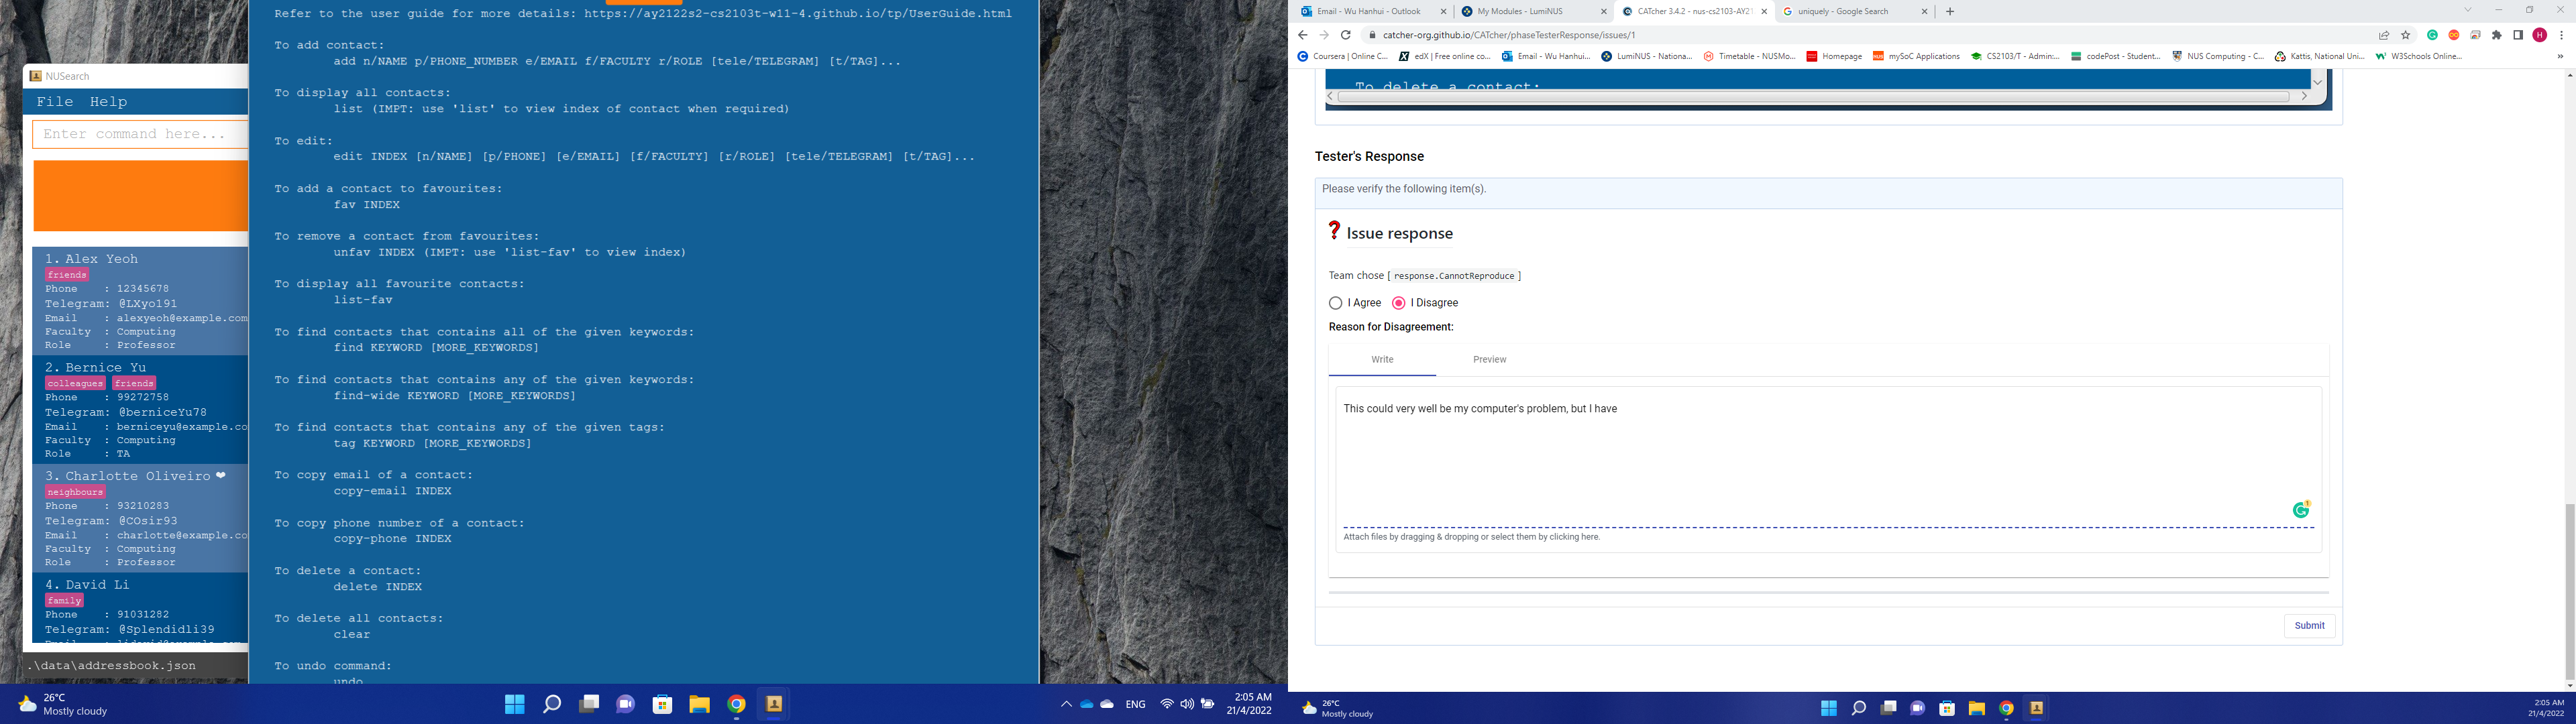 NUSearch
File Help
Enter command here...
1. Alex Yeoh
friends
Phone : 12345678
Telegram: @LXyo191
Email : alexyeoh@example.com
Faculty : Computing
Role : Professor
2. Bernice Yu
colleagues friends
Phone : 99272758
Telegram: @berniceYu78
Email : berniceyu@example.co
Faculty : Computing
Role : TA
3. Charlotte Oliveiro ❤
neighbours
Phone : 93210283
Telegram: @COsir93
Email : charlotte@example.co
Faculty : Computing
Role : Professor
4. David Li
family
Phone : 91031282
Telegram: @Splendidli39
.\data\addressbook.json
Refer to the user guide for more details: https://ay2122s2-cs2103t-w11-4.github.io/tp/UserGuide.html
To add contact:
add n/NAME p/PHONE_NUMBER e/EMAIL f/FACULTY r/ROLE [tele/TELEGRAM] [t/TAG]...
To display all contacts:
list (IMPT: use 'list' to view index of contact when required)
To edit:
edit INDEX [n/NAME] [p/PHONE] [e/EMAIL] [f/FACULTY] [r/ROLE] [tele/TELEGRAM] [t/TAG]...
To add a contact to favourites:
fav INDEX
To remove a contact from favourites:
unfav INDEX (IMPT: use 'list-fav' to view index)
To display all favourite contacts:
list-fav
To find contacts that contains all of the given keywords:
find KEYWORD [MORE_KEYWORDS]
To find contacts that contains any of the given keywords:
find-wide KEYWORD [MORE_KEYWORDS]
To find contacts that contains any of the given tags:
tag KEYWORD [MORE_KEYWORDS]
To copy email of a contact:
copy-email INDEX
To copy phone number of a contact:
copy-phone INDEX
To delete a contact:
delete INDEX
To delete all contacts:
clear
To undo command:
undo
26°C
Mostly cloudy
ENG
2:05 AM
21/4/2022
Email - Wu Hanhui - Outlook
My Modules - LumiNUS
CATcher 3.4.2 - nus-cs2103-AY21
uniquely - Google Search
catcher-org.github.io/CATcher/phaseTesterResponse/issues/1
H
Coursera | Online C... edX | Free online co... Email - Wu Hanhui... LumiNUS - Nationa... Timetable - NUSMo... Homepage mySoC Applications CS2103/T - Admin:... codePost - Student... NUS Computing - C... Kattis, National Uni... W3Schools Online... »
To delete a contact:
Tester's Response
Please verify the following item(s).
❓ Issue response
Team chose [ response.CannotReproduce ]
I Agree I Disagree
Reason for Disagreement:
Write Preview
This could very well be my computer's problem, but I have
Attach files by dragging & dropping or select them by clicking here.
Submit
26°C
Mostly cloudy
2:05 AM
21/4/2022